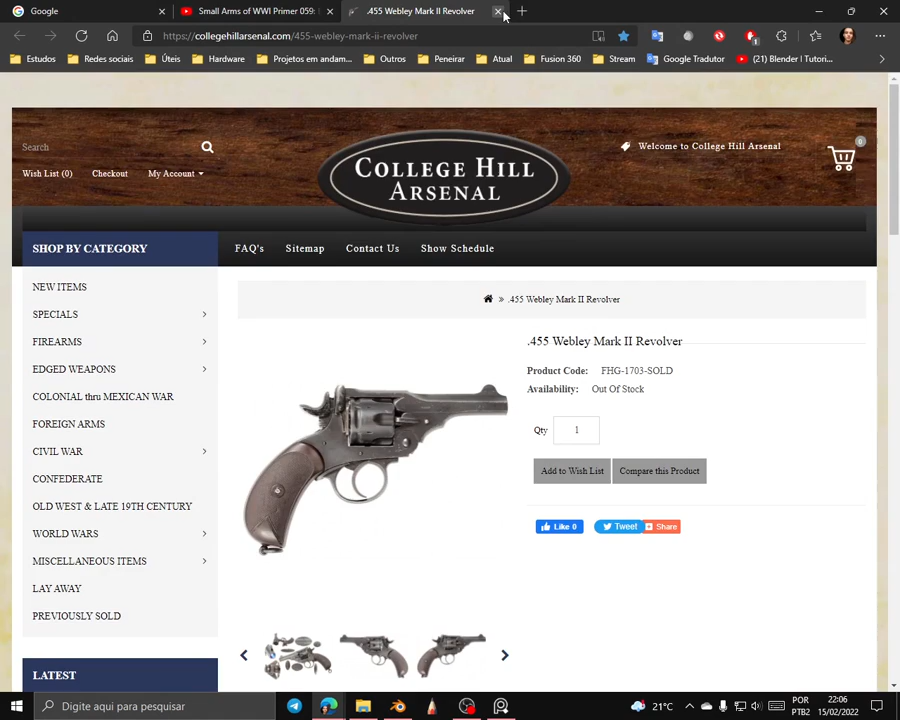 Google
Small Arms of WWI Primer 059:
.455 Webley Mark II Revolver
https://collegehillarsenal.com/455-webley-mark-ii-revolver
Estudos
Redes sociais
Úteis
Hardware
Projetos em andam...
Outros
Peneirar
Atual
Fusion 360
Stream
Google Tradutor
(21) Blender | Tutori...
Search
Wish List (0)
Checkout
My Account
COLLEGE HILL
ARSENAL
Welcome to College Hill Arsenal
0
SHOP BY CATEGORY
FAQ's
Sitemap
Contact Us
Show Schedule
NEW ITEMS
SPECIALS
FIREARMS
EDGED WEAPONS
COLONIAL thru MEXICAN WAR
FOREIGN ARMS
CIVIL WAR
CONFEDERATE
OLD WEST & LATE 19TH CENTURY
WORLD WARS
MISCELLANEOUS ITEMS
LAY AWAY
PREVIOUSLY SOLD
LATEST
» .455 Webley Mark II Revolver
.455 Webley Mark II Revolver
Product Code: FHG-1703-SOLD
Availability: Out Of Stock
Qty 1
Add to Wish List
Compare this Product
Like 0
Tweet
Share
Digite aqui para pesquisar
21°C
POR
PTB2
22:06
15/02/2022